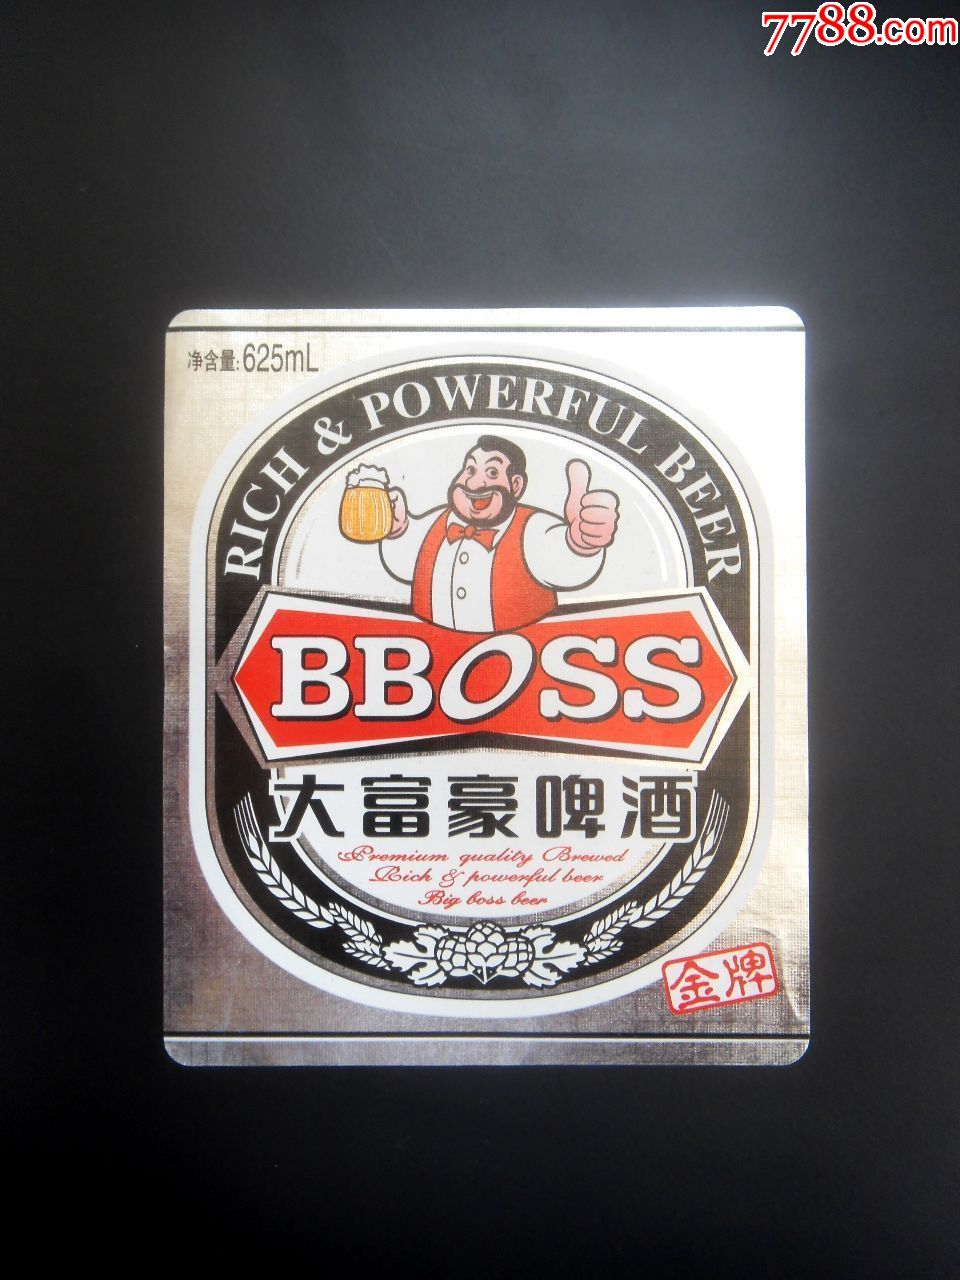 7788.com
净含量:625mL
RICH & POWERFUL BEER
BBOSS
大富豪啤酒
Premium quality Brewed
Rich & powerful beer
Big boss beer
金牌